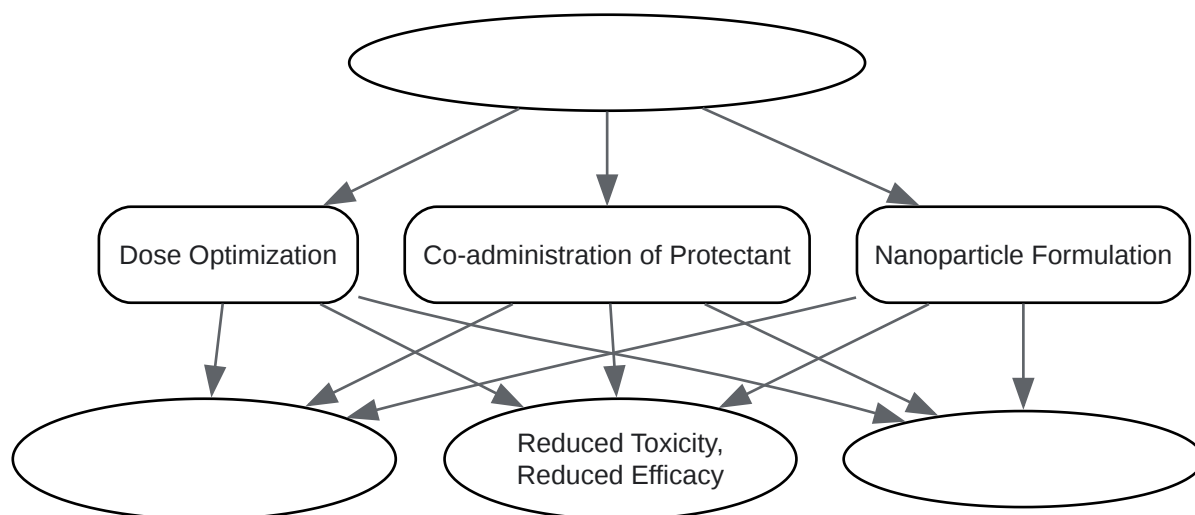 Dose Optimization
Co-administration of Protectant
Nanoparticle Formulation
Reduced Toxicity,
Reduced Efficacy